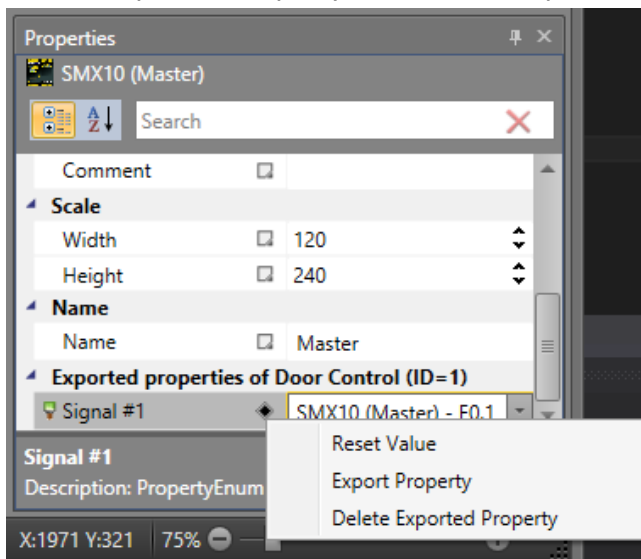 Properties
SMX10 (Master)
Search
Comment
Scale
Width 120
Height 240
Name
Name Master
Exported properties of Door Control (ID=1)
Signal #1 SMX10 (Master) - E0.1
Signal #1
Description: PropertyEnum
Reset Value
Export Property
Delete Exported Property
X:1971 Y:321 75%